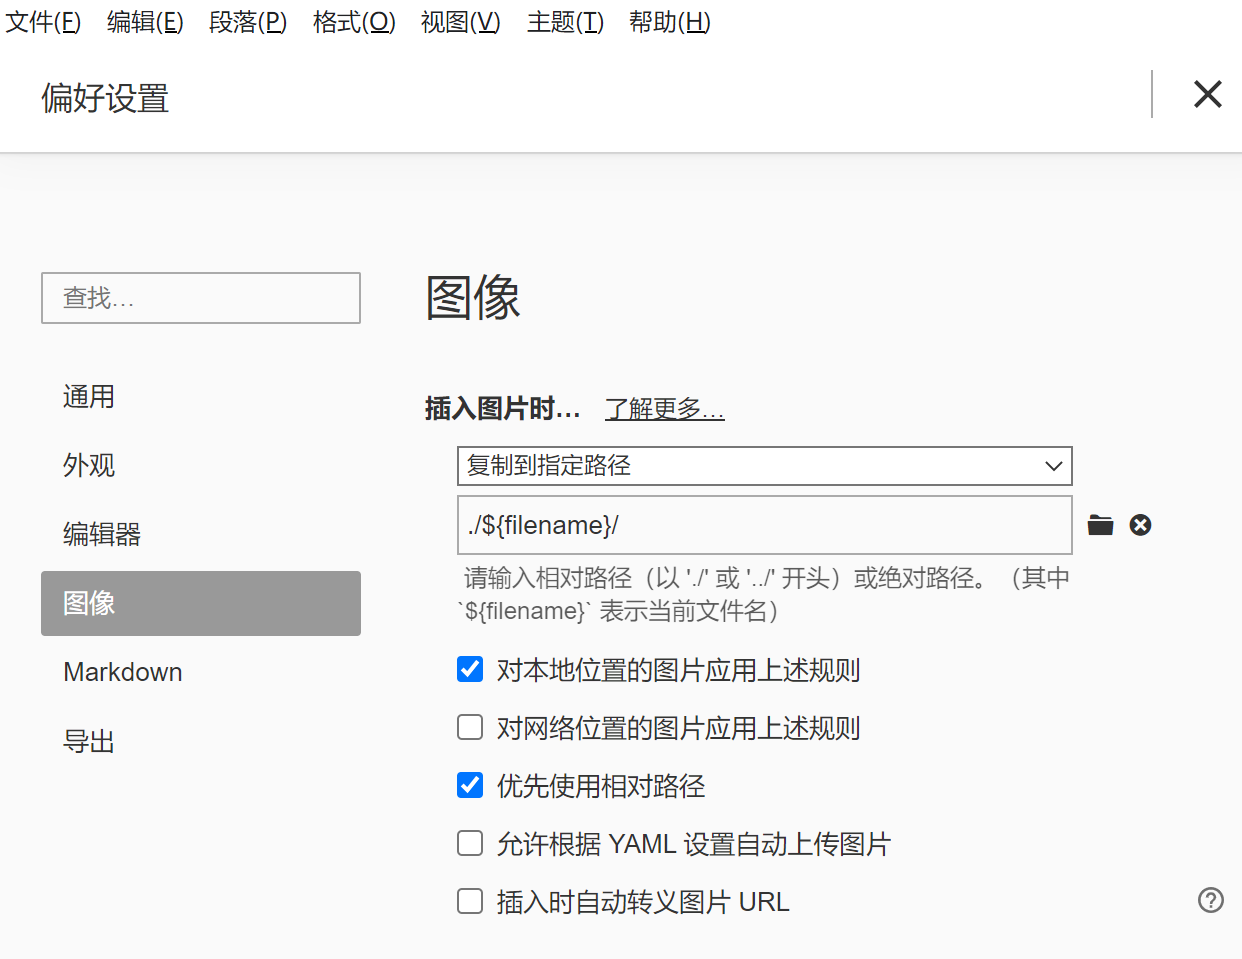 文件(F) 编辑(E) 段落(P) 格式(O) 视图(V) 主题(T) 帮助(H)
偏好设置
查找…
通用
外观
编辑器
图像
Markdown
导出
图像
插入图片时… 了解更多…
复制到指定路径
./${filename}/
请输入相对路径（以 './' 或 '../' 开头）或绝对路径。（其中
`${filename}` 表示当前文件名）
对本地位置的图片应用上述规则
对网络位置的图片应用上述规则
优先使用相对路径
允许根据 YAML 设置自动上传图片
插入时自动转义图片 URL